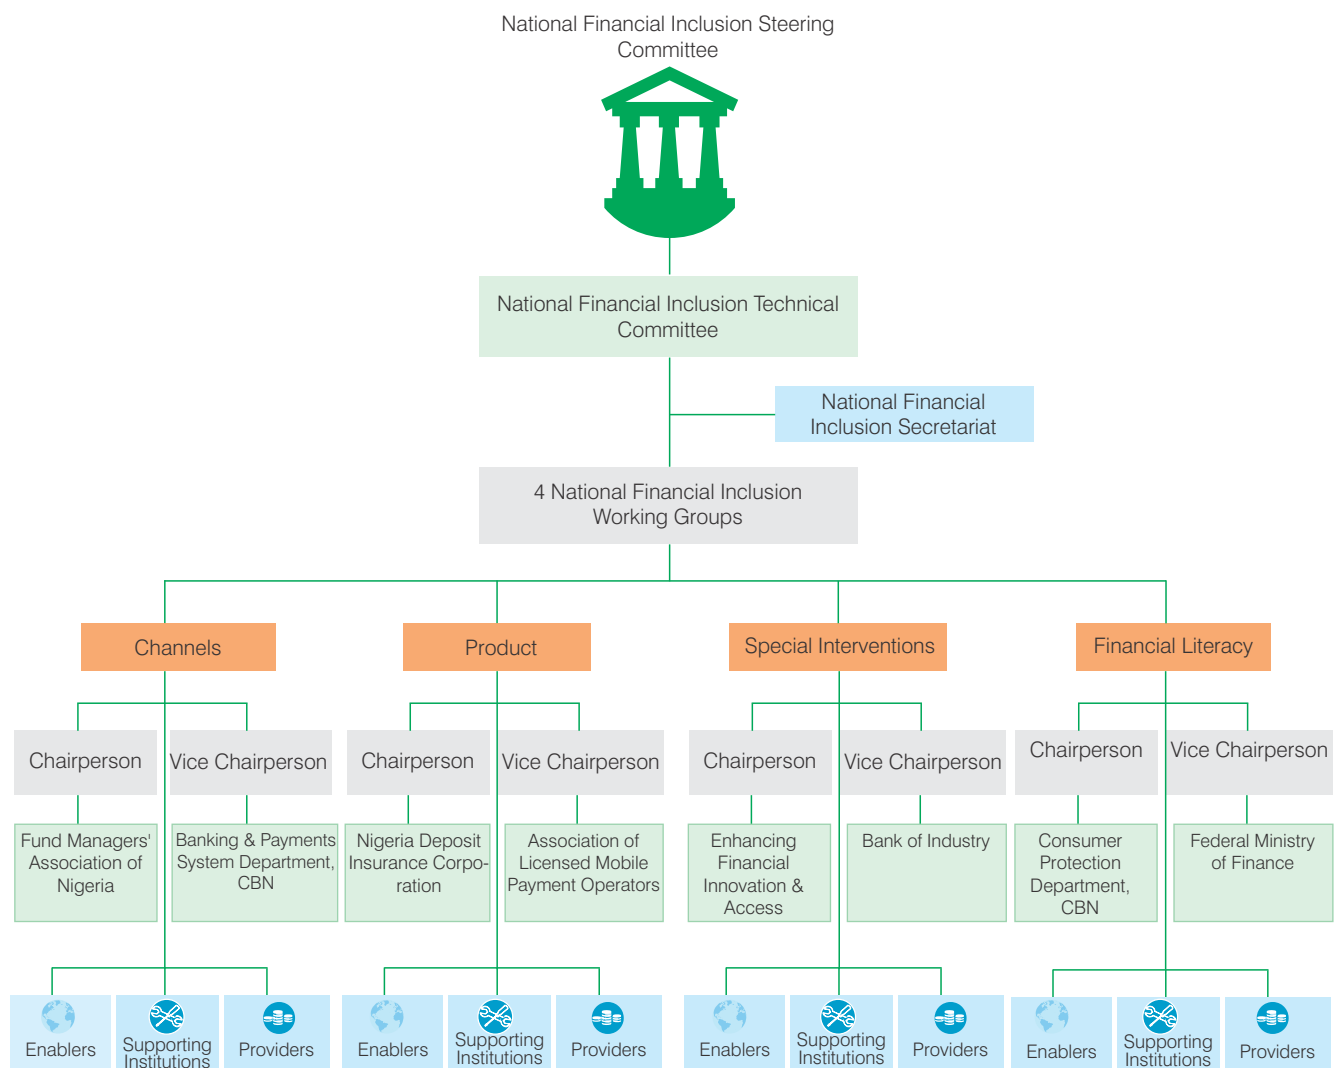 National Financial Inclusion Steering
Committee
National Financial Inclusion Technical
Committee
National Financial
Inclusion Secretariat
4 National Financial Inclusion
Working Groups
Channels
Product
Special Interventions
Financial Literacy
Chairperson
Vice Chairperson
Chairperson
Vice Chairperson
Chairperson
Vice Chairperson
Chairperson
Vice Chairperson
Fund Managers'
Association of
Nigeria
Banking & Payments
System Department,
CBN
Nigeria Deposit
Insurance Corpo-
ration
Association of
Licensed Mobile
Payment Operators
Enhancing
Financial
Innovation &
Access
Bank of Industry
Consumer
Protection
Department,
CBN
Federal Ministry
of Finance
Enablers
Supporting
Institutions
Providers
Enablers
Supporting
Institutions
Providers
Enablers
Supporting
Institutions
Providers
Enablers
Supporting
Institutions
Providers